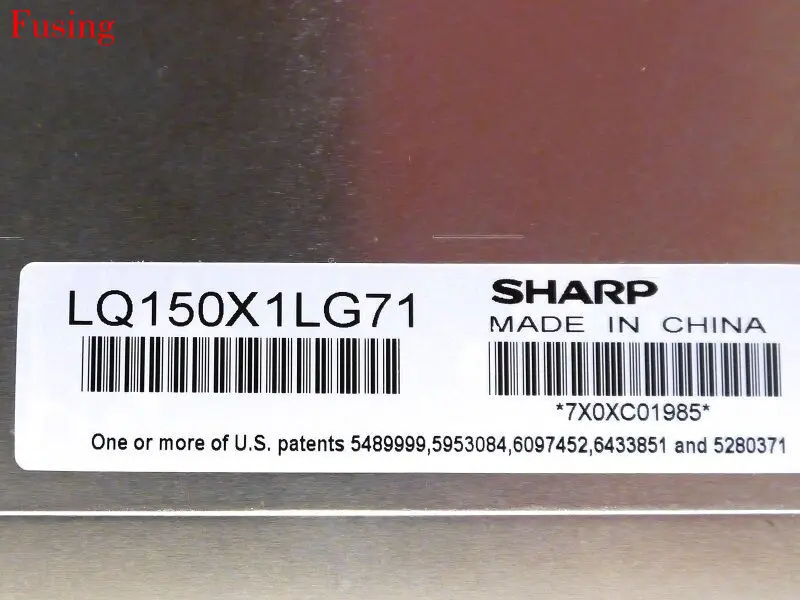 Fusing
LQ150X1LG71
SHARP
MADE IN CHINA
*7X0XC01985*
One or more of U.S. patents 5489999,5953084,6097452,6433851 and 5280371